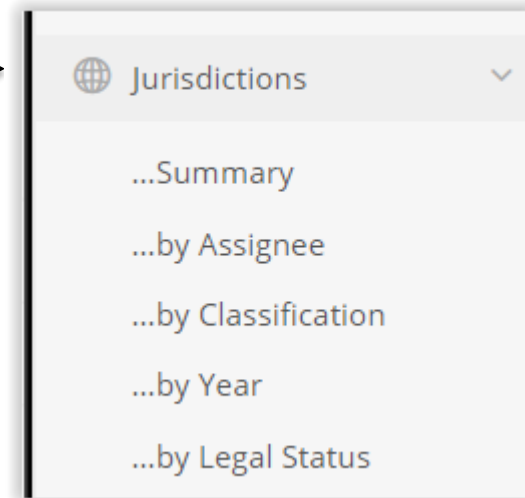 Jurisdictions
...Summary
...by Assignee
...by Classification
...by Year
...by Legal Status